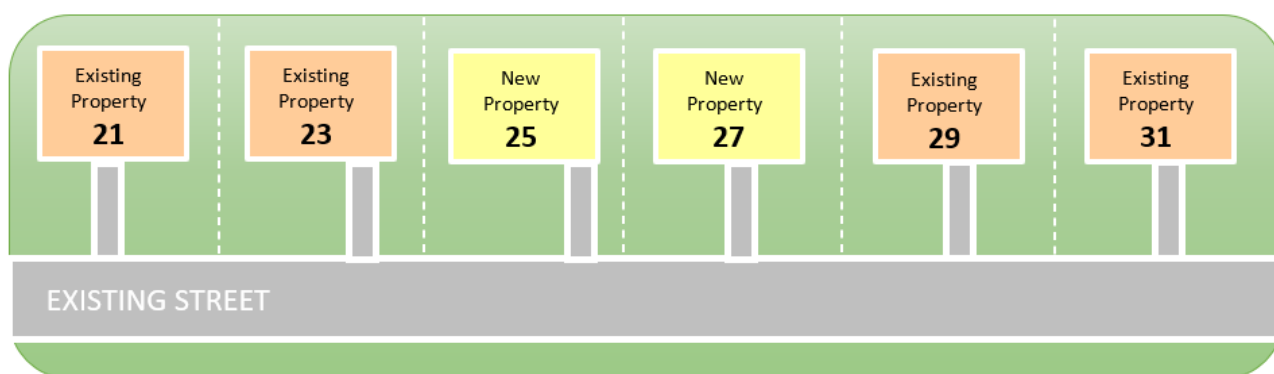 Existing
Property
21
Existing
Property
23
New
Property
25
New
Property
27
Existing
Property
29
Existing
Property
31
EXISTING STREET